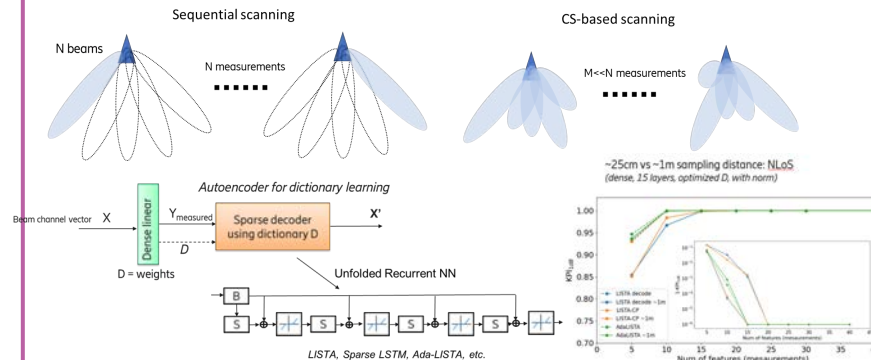 Sequential scanning
CS-based scanning
N beams
N measurements
M<<N measurements
~25cm vs ~1m sampling distance: NLoS
(dense, 15 layers, optimized D, with norm)
Autoencoder for dictionary learning
Beam channel vector
X
Dense linear
Y measured
D
Sparse decoder
using dictionary D
X'
D = weights
Unfolded Recurrent NN
B
S
S
S
S
LISTA, Sparse LSTM, Ada-LISTA, etc.
1.00
0.95
0.90
0.85
0.80
0.75
0.70
LISTA decode
LISTA decode ~1m
LISTA-CP
LISTA-CP ~1m
AdaLISTA
AdaLISTA ~1m
Num of features (measurements)
0 5 10 15 20 25 30 35 40
Num of features (measurements)